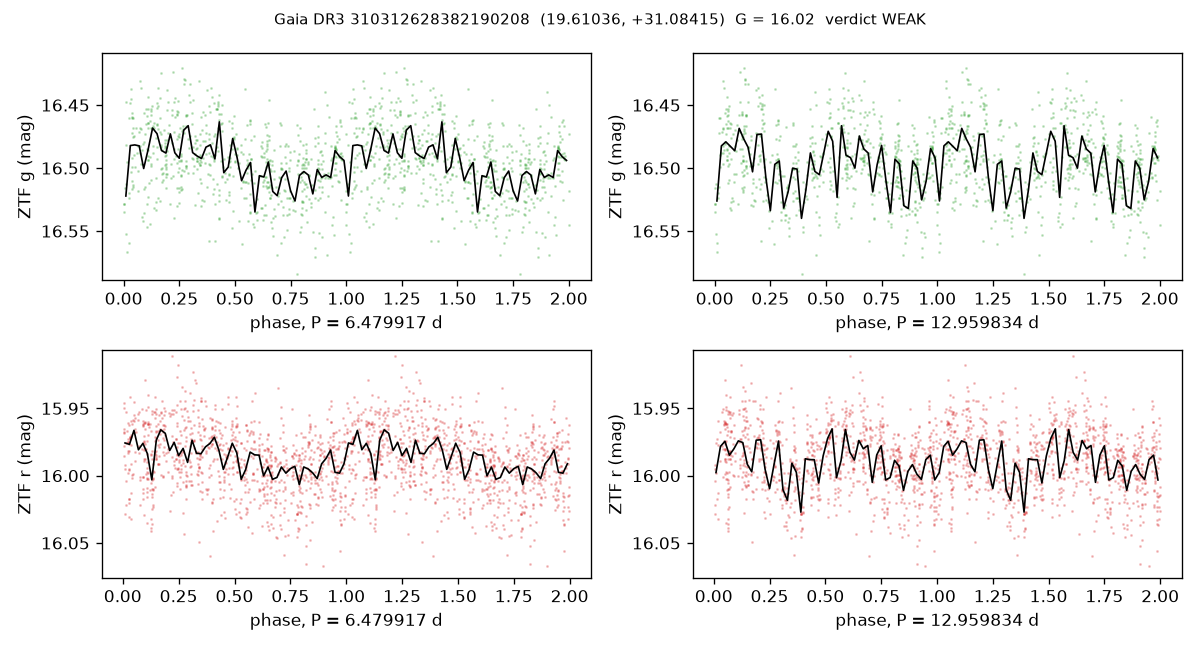 Gaia DR3 310312628382190208  (19.61036, +31.08415)  G = 16.02  verdict WEAK
ZTF g (mag)
16.45
16.50
16.55
0.00 0.25 0.50 0.75 1.00 1.25 1.50 1.75 2.00
phase, P = 6.479917 d
ZTF g (mag)
16.45
16.50
16.55
0.00 0.25 0.50 0.75 1.00 1.25 1.50 1.75 2.00
phase, P = 12.959834 d
ZTF r (mag)
15.95
16.00
16.05
0.00 0.25 0.50 0.75 1.00 1.25 1.50 1.75 2.00
phase, P = 6.479917 d
ZTF r (mag)
15.95
16.00
16.05
0.00 0.25 0.50 0.75 1.00 1.25 1.50 1.75 2.00
phase, P = 12.959834 d